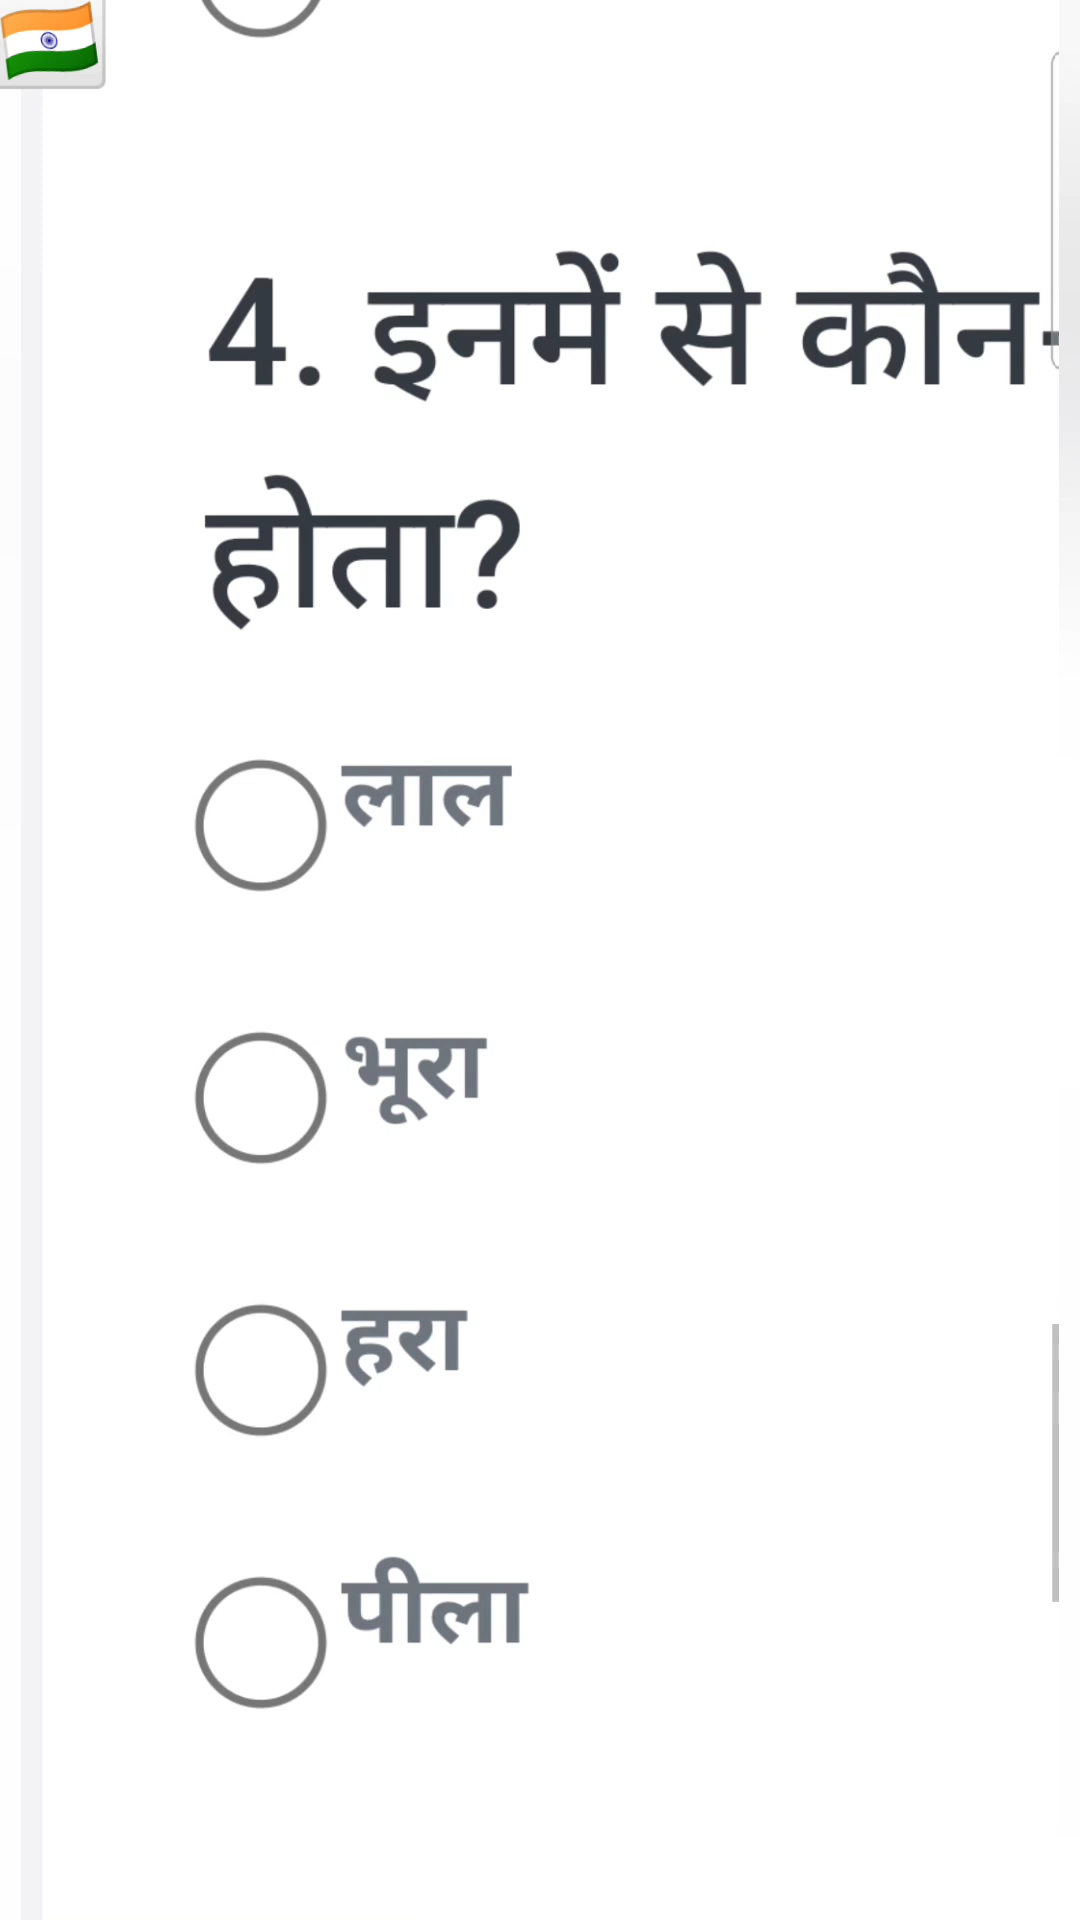 4. इनमें से कौन-
होता?
लाल
भूरा
हरा
पीला